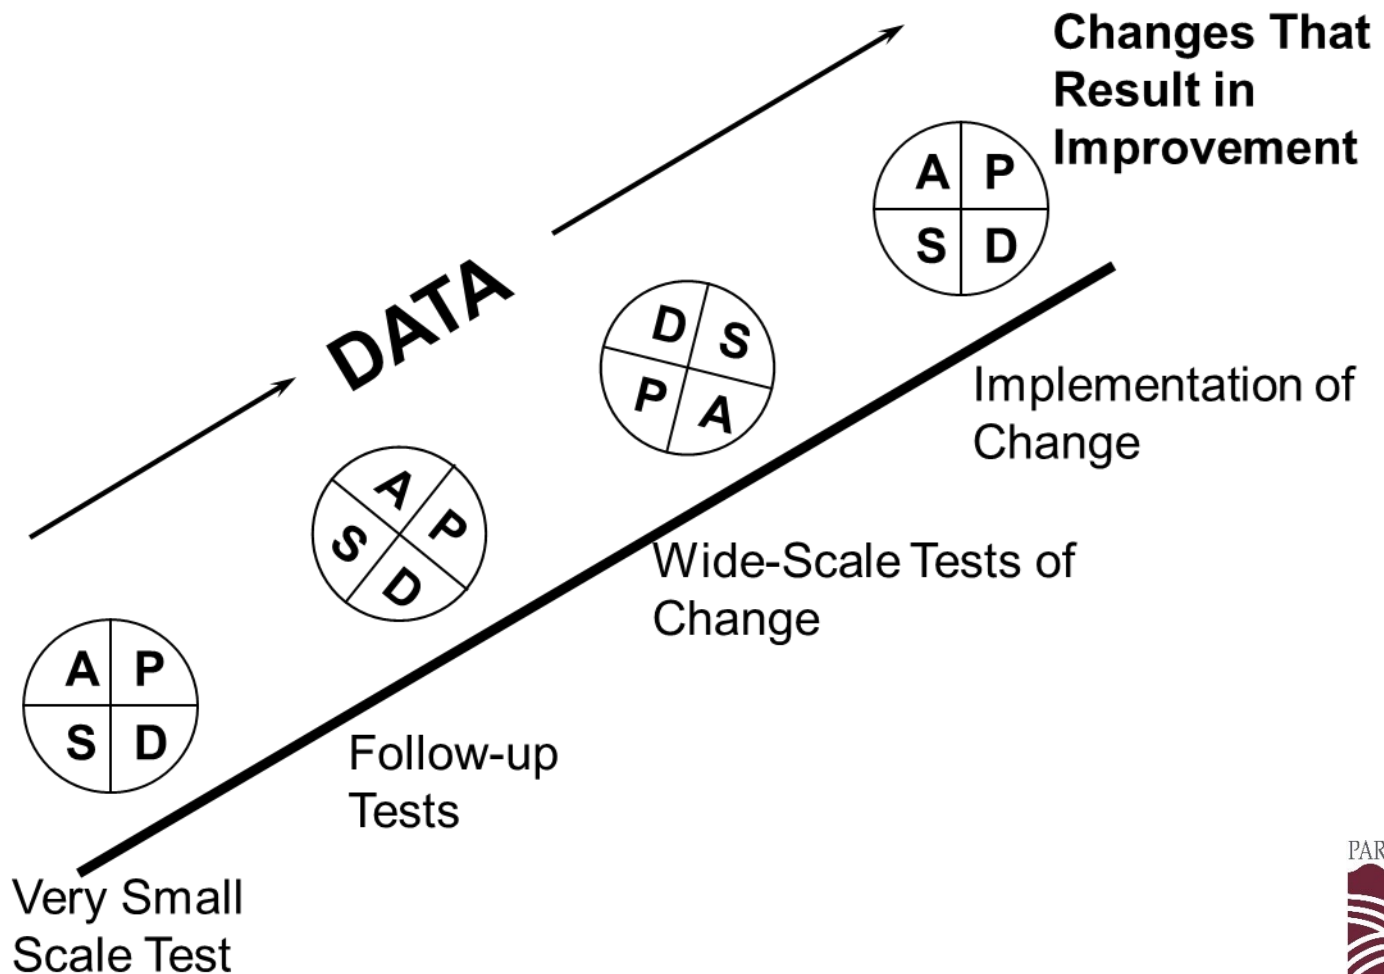 Changes That
Result in
Improvement
A P
S D
DATA
D S
P A
Implementation of
Change
A P
S D
Wide-Scale Tests of
Change
A P
S D
Follow-up
Tests
Very Small
Scale Test
PAR